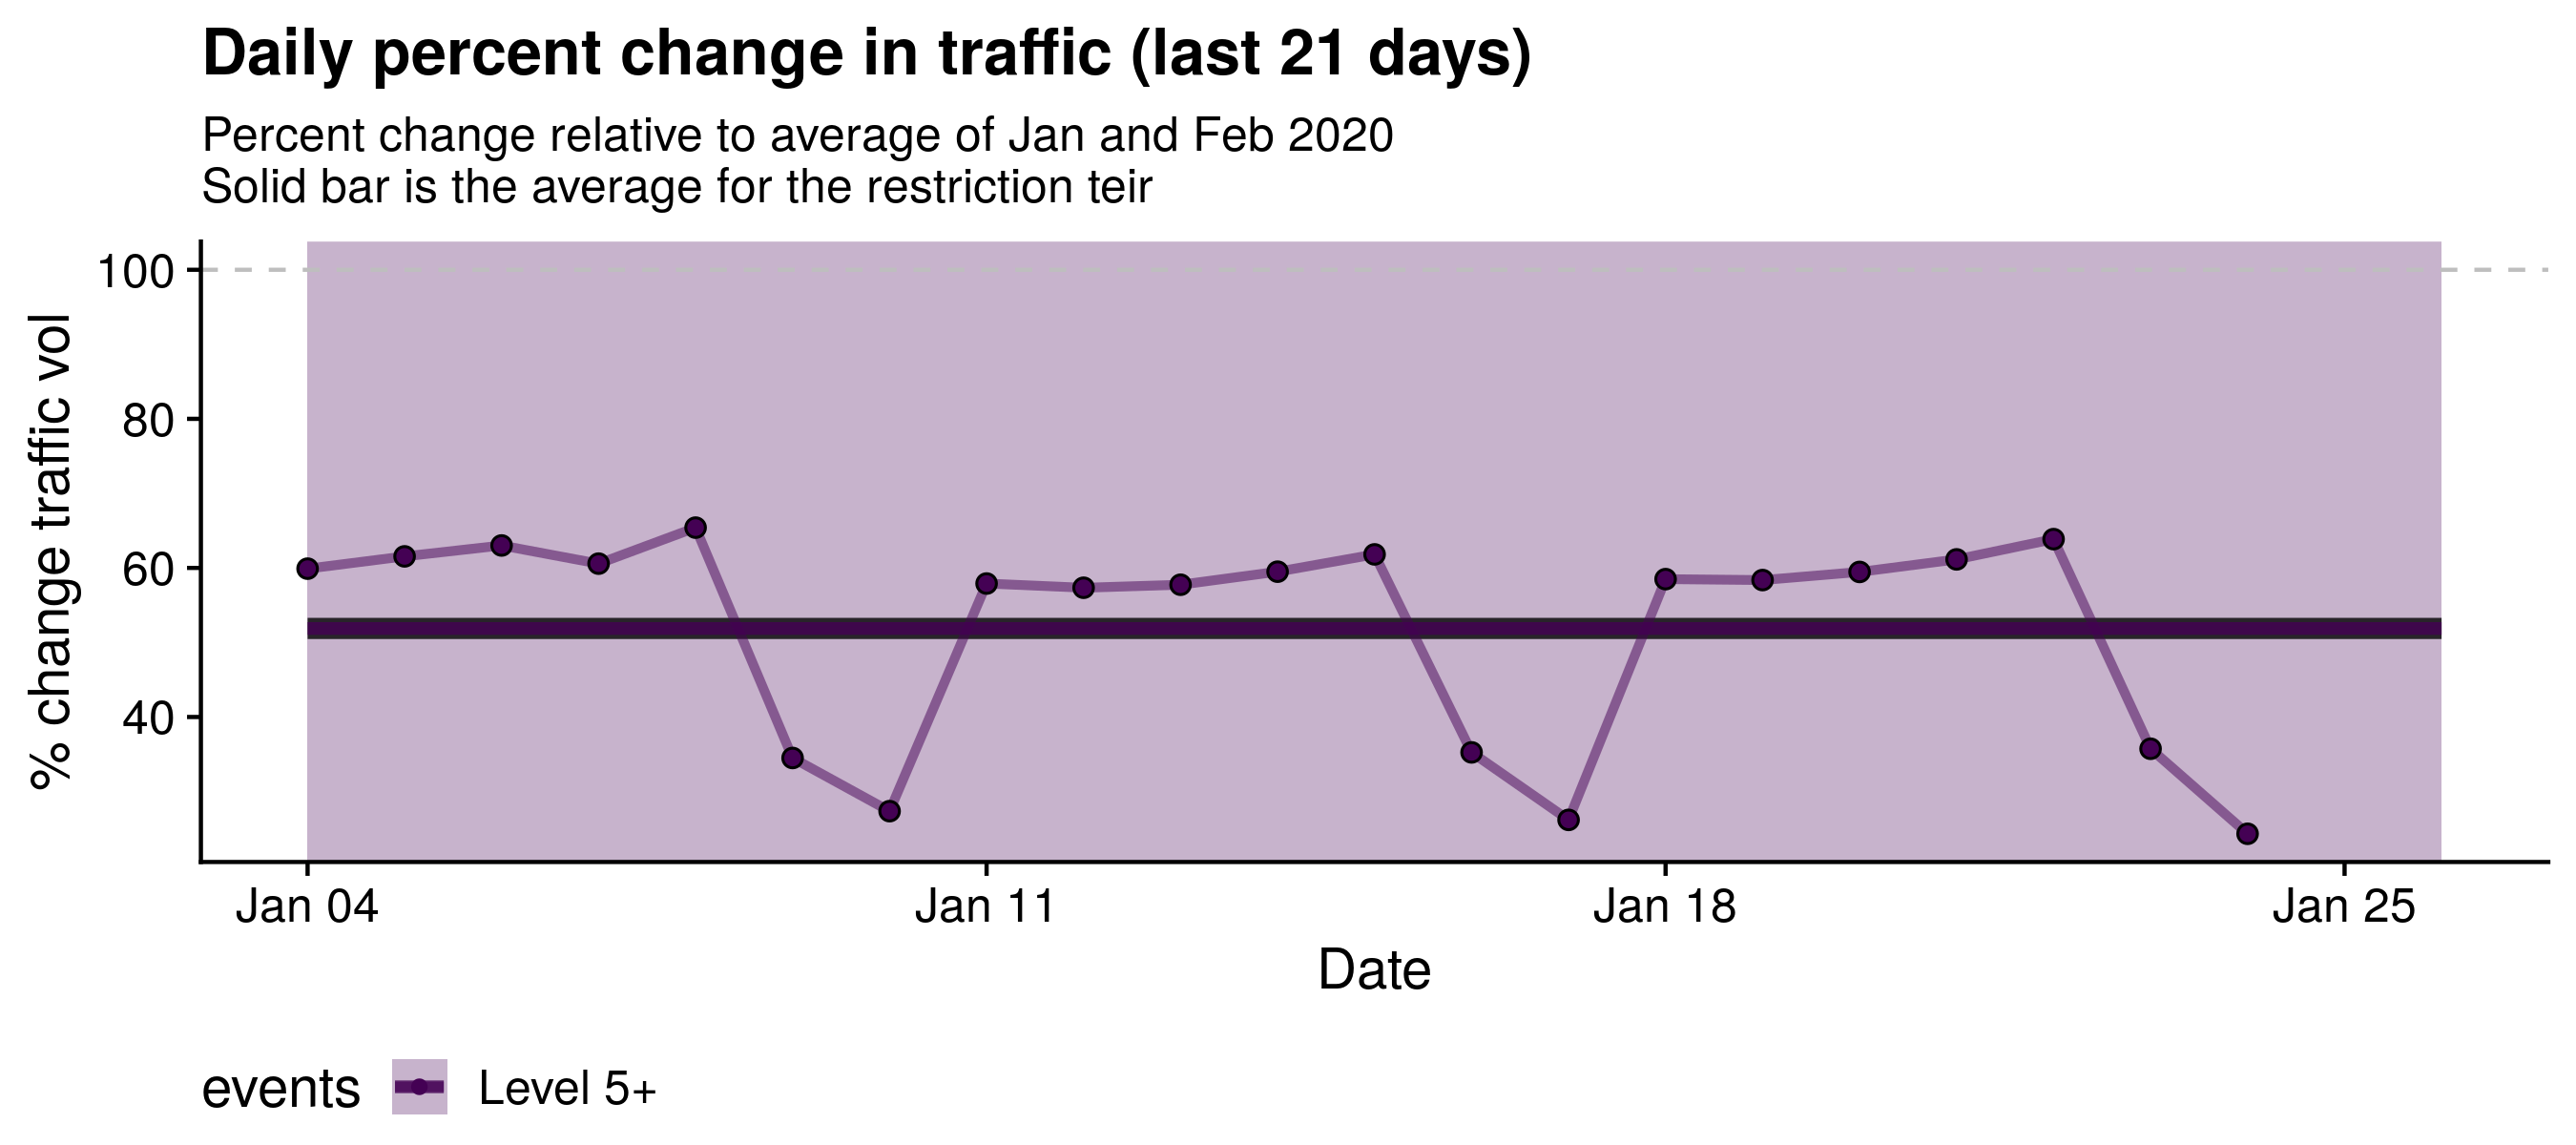 Daily percent change in traffic (last 21 days)
Percent change relative to average of Jan and Feb 2020
Solid bar is the average for the restriction teir
% change traffic vol
100
80
60
40
Jan 04
Jan 11
Jan 18
Jan 25
Date
events
Level 5+